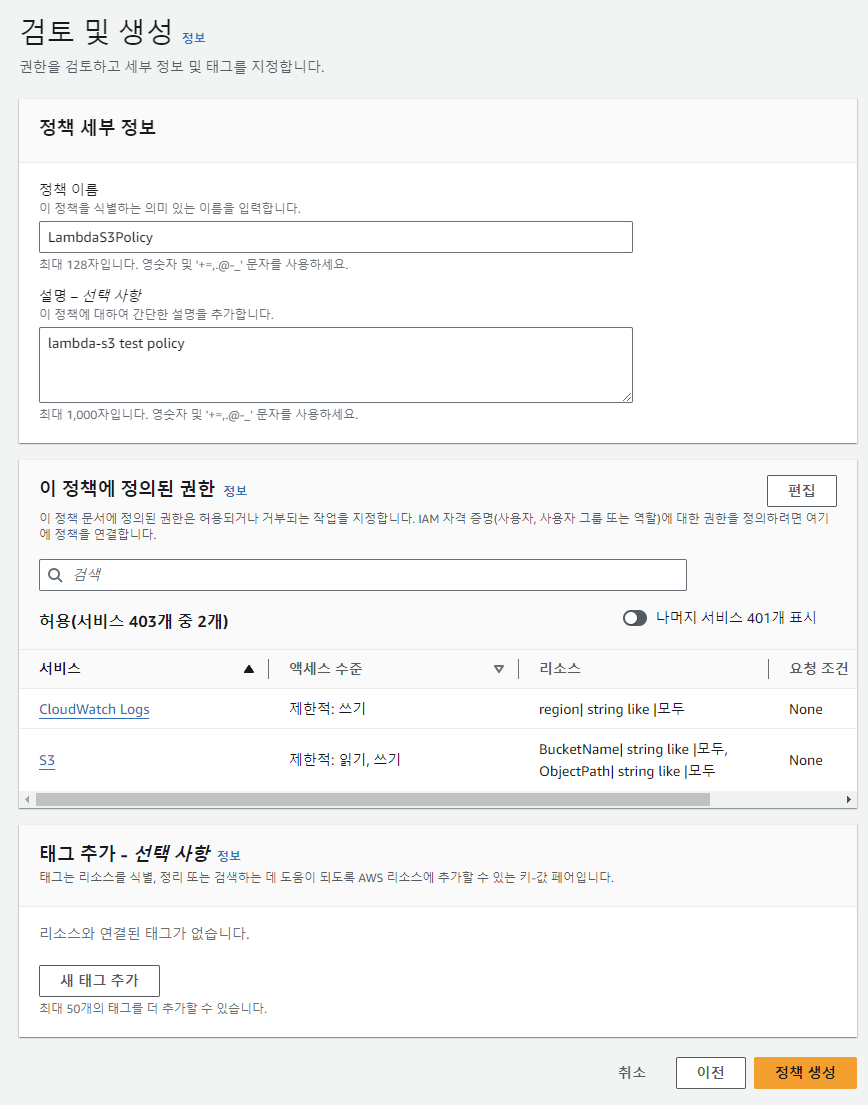 검토 및 생성 정보
권한을 검토하고 세부 정보 및 태그를 지정합니다.
정책 세부 정보
정책 이름
이 정책을 식별하는 의미 있는 이름을 입력합니다.
LambdaS3Policy
최대 128자입니다. 영숫자 및 '+=,.@-_' 문자를 사용하세요.
설명 – 선택 사항
이 정책에 대하여 간단한 설명을 추가합니다.
lambda-s3 test policy
최대 1,000자입니다. 영숫자 및 '+=,.@-_' 문자를 사용하세요.
이 정책에 정의된 권한 정보
편집
이 정책 문서에 정의된 권한은 허용되거나 거부되는 작업을 지정합니다. IAM 자격 증명(사용자, 사용자 그룹 또는 역할)에 대한 권한을 정의하려면 여기
에 정책을 연결합니다.
검색
허용(서비스 403개 중 2개)
나머지 서비스 401개 표시
서비스 액세스 수준 리소스 요청 조건
CloudWatch Logs 제한적: 쓰기 region| string like |모두 None
S3 제한적: 읽기, 쓰기 BucketName| string like |모두, None
ObjectPath| string like |모두
태그 추가 - 선택 사항 정보
태그는 리소스를 식별, 정리 또는 검색하는 데 도움이 되도록 AWS 리소스에 추가할 수 있는 키-값 페어입니다.
리소스와 연결된 태그가 없습니다.
새 태그 추가
최대 50개의 태그를 더 추가할 수 있습니다.
취소 이전 정책 생성